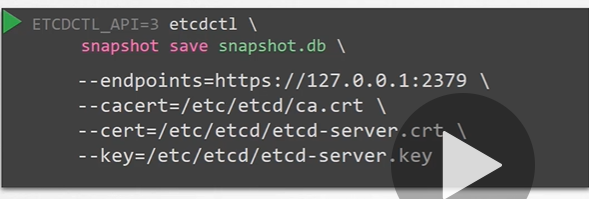 ETCDCTL_API=3 etcdctl \
snapshot save snapshot.db \
--endpoints=https://127.0.0.1:2379 \
--cacert=/etc/etcd/ca.crt \
--cert=/etc/etcd/etcd-server.crt \
--key=/etc/etcd/etcd-server.key